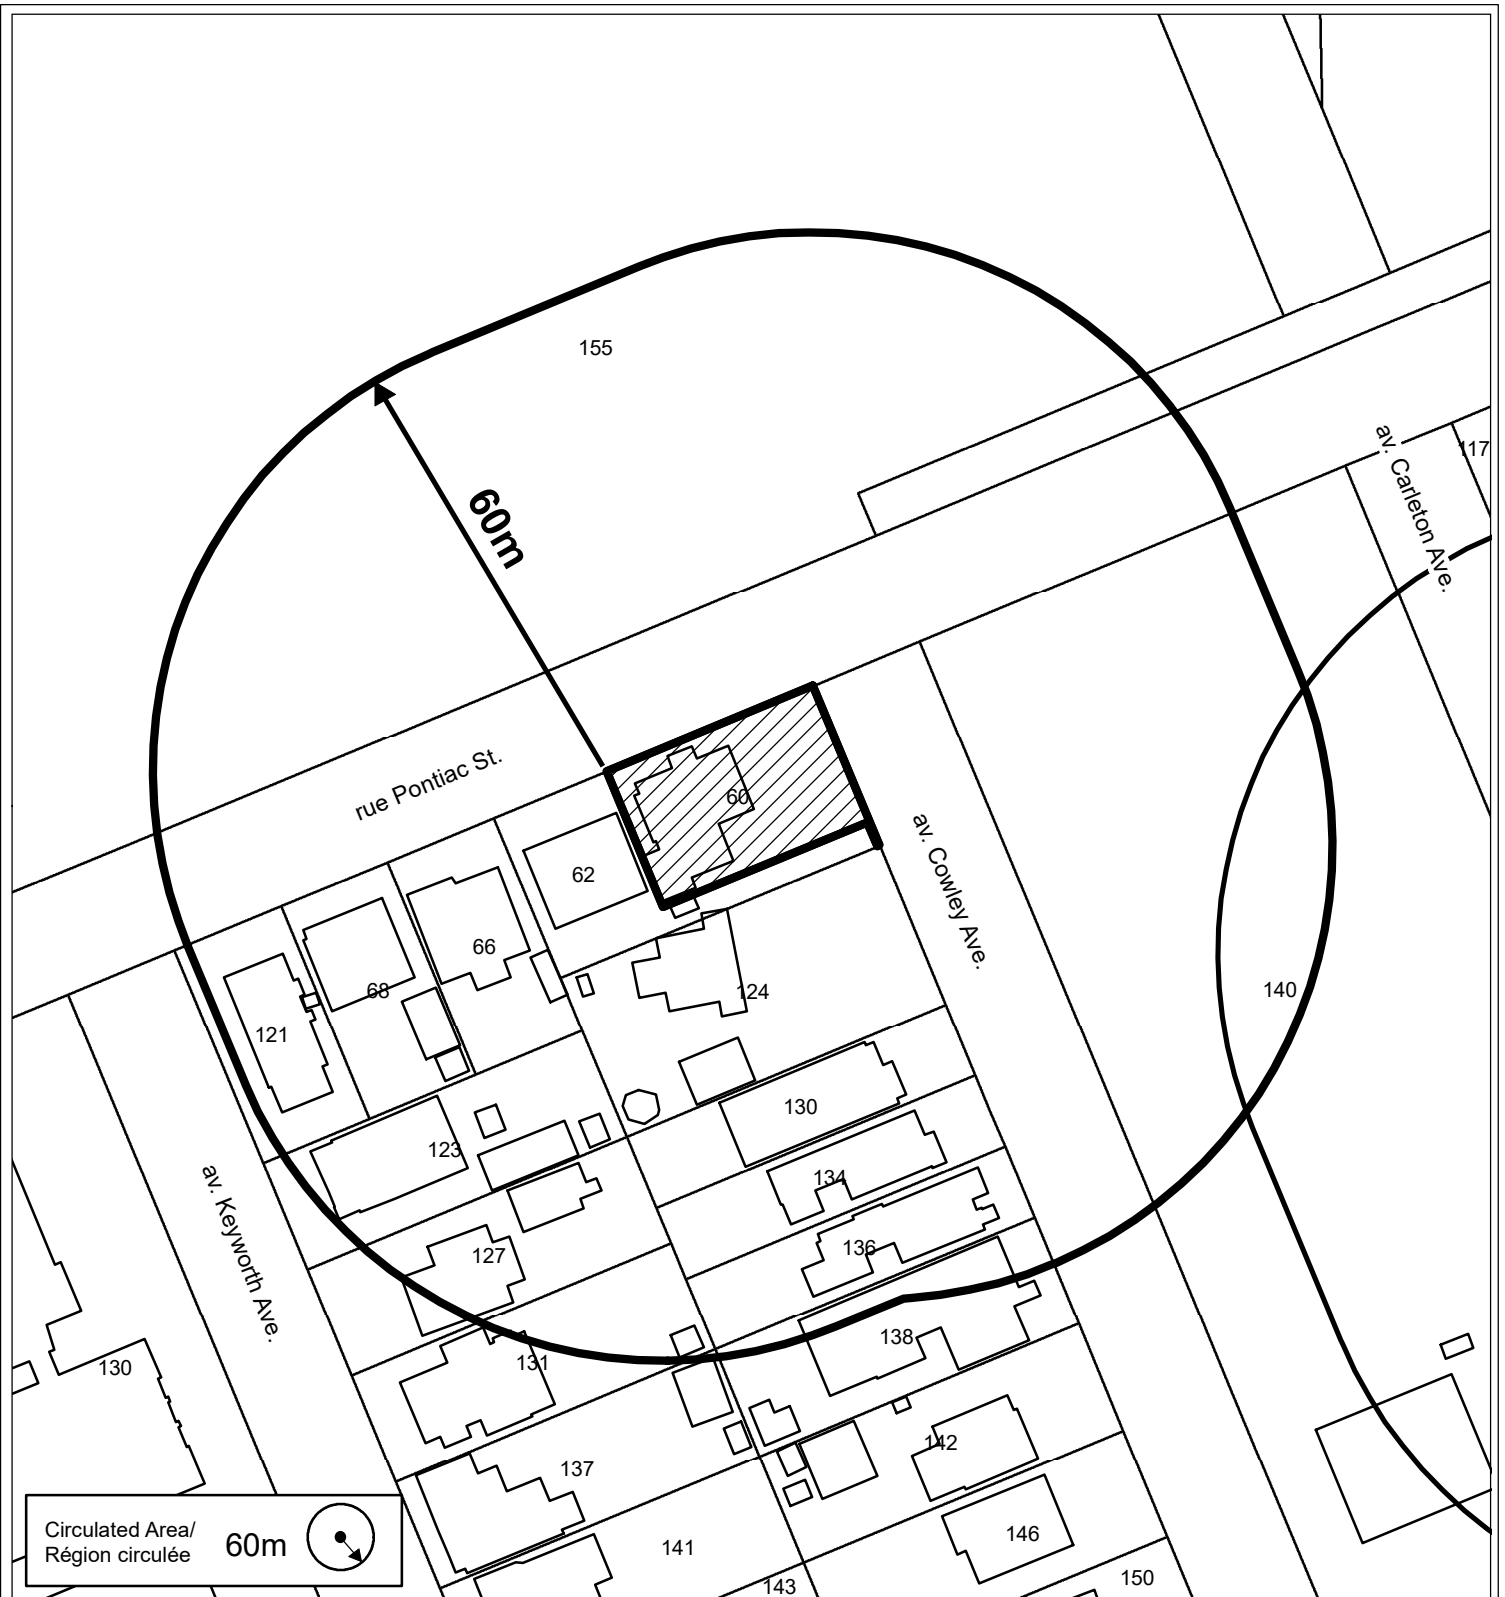 155
av. Carleton Ave.
117
60m
rue Pontiac St.
60
62
av. Cowley Ave.
66
68
124
140
121
130
123
134
av. Keyworth Ave.
136
127
138
131
130
142
137
Circulated Area/
Région circulée
60m
146
141
150
143